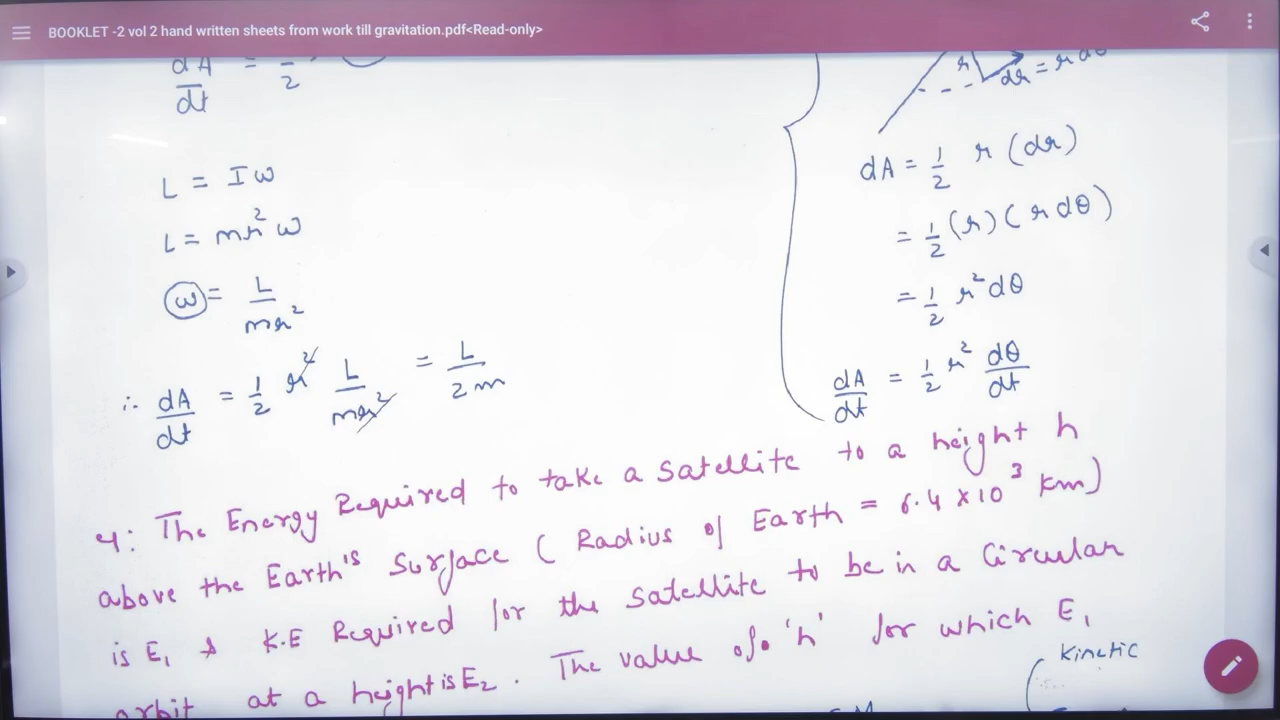 BOOKLET -2 vol 2 hand written sheets from work till gravitation.pdf<Read-only>
dA/dt = 1/2
L = Iω
L = mr²ω
ω = L/mr²
∴ dA/dt = 1/2 r² L/mr² = L/2m
r
dr = r dθ
dA = 1/2 r (dr)
= 1/2 (r)(r dθ)
= 1/2 r² dθ
dA/dt = 1/2 r² dθ/dt
4: The Energy Required to take a Satellite to a height h
above the Earth's Surface ( Radius of Earth = 6.4 × 10³ km)
is E₁ & K.E Required for the Satellite to be in a Circular
orbit at a height is E₂. The value of 'h' for which E₁
Kinetic